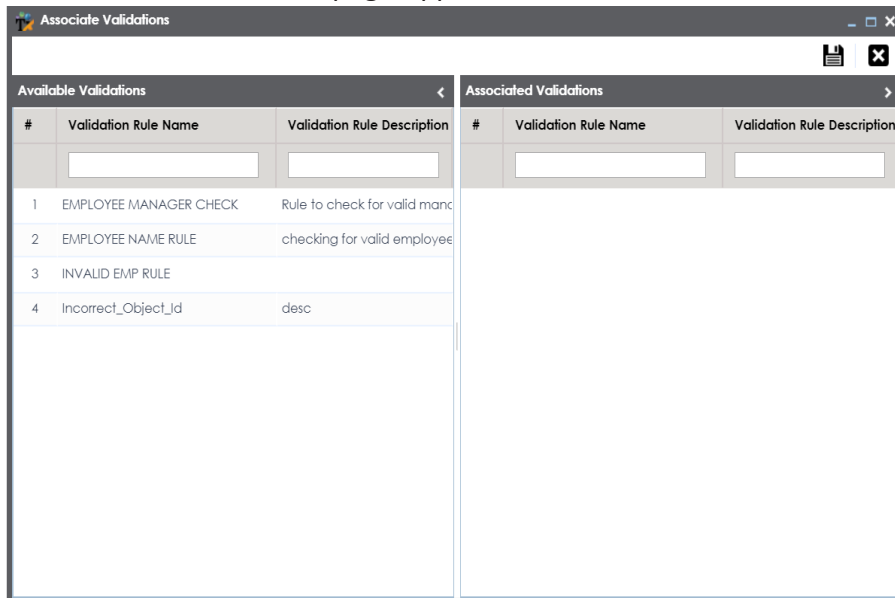 Associate Validations
Available Validations
# Validation Rule Name Validation Rule Description
1 EMPLOYEE MANAGER CHECK Rule to check for valid mana
2 EMPLOYEE NAME RULE checking for valid employee
3 INVALID EMP RULE
4 Incorrect_Object_Id desc
Associated Validations
# Validation Rule Name Validation Rule Description